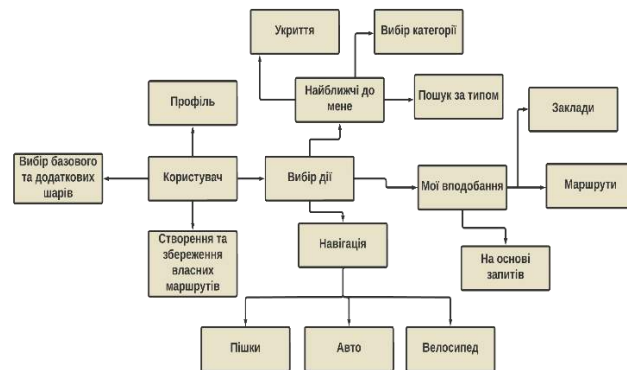 Укриття
Вибір категорії
Профіль
Найближчі до
мене
Пошук за типом
Заклади
Вибір базового
та додаткових
шарів
Користувач
Вибір дії
Мої вподобання
Маршрути
Створення та
збереження
власних
маршрутів
Навігація
На основі
запитів
Пішки
Авто
Велосипед